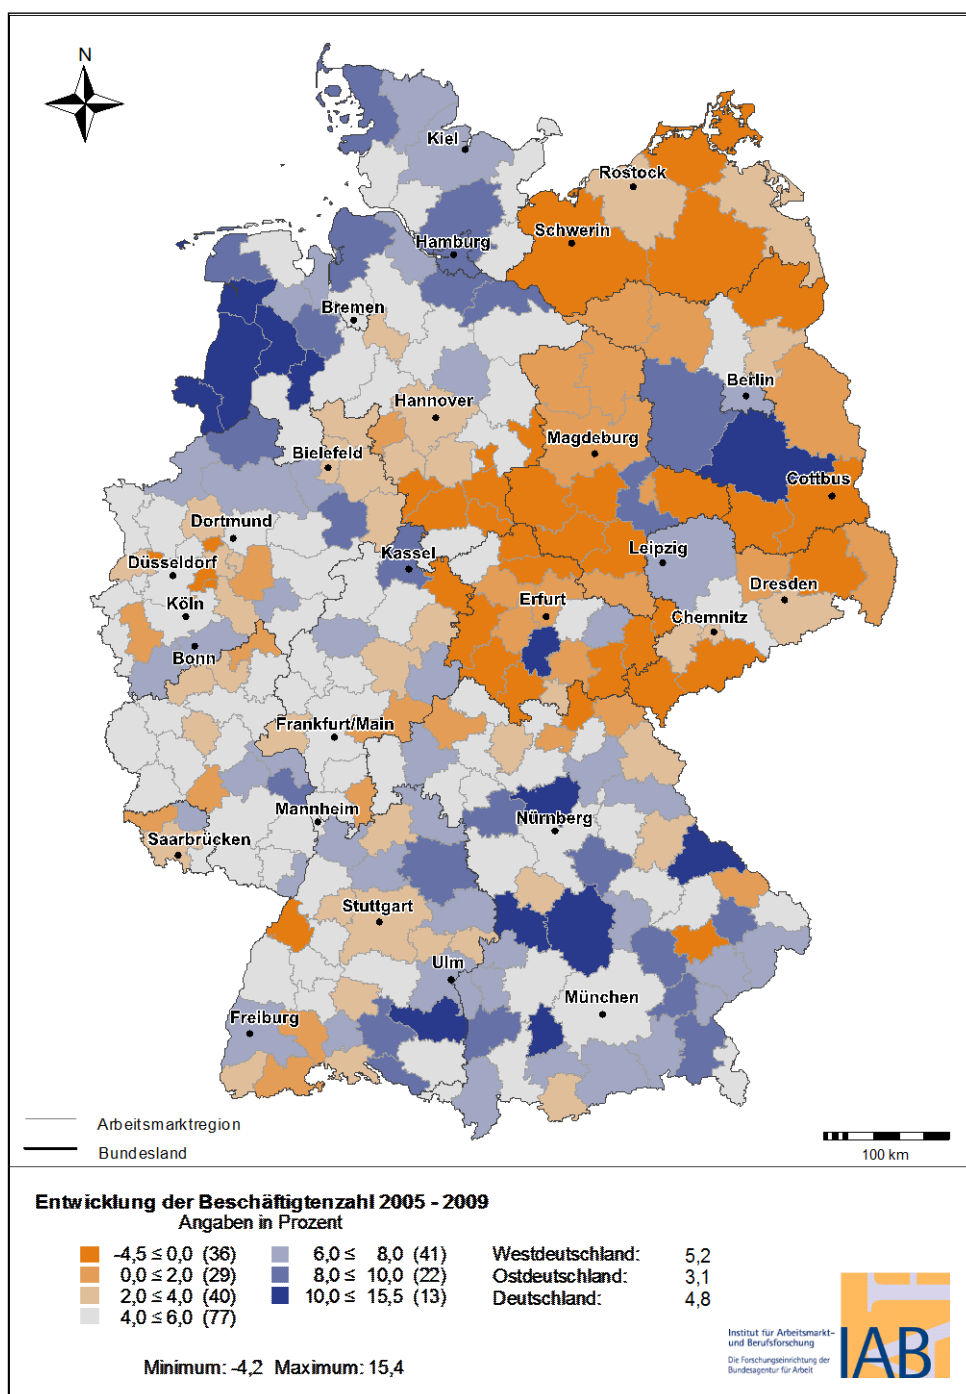 N
Kiel
Rostock
Schwerin
Hamburg
Bremen
Berlin
Hannover
Magdeburg
Bielefeld
Cottbus
Dortmund
Leipzig
Kassel
Düsseldorf
Dresden
Köln
Erfurt
Chemnitz
Bonn
Frankfurt/Main
Mannheim
Nürnberg
Saarbrücken
Stuttgart
Ulm
München
Freiburg
Arbeitsmarktregion
Bundesland
100 km
Entwicklung der Beschäftigtenzahl 2005 - 2009
Angaben in Prozent
-4,5 ≤ 0,0 (36)
0,0 ≤ 2,0 (29)
2,0 ≤ 4,0 (40)
4,0 ≤ 6,0 (77)
6,0 ≤ 8,0 (41)
8,0 ≤ 10,0 (22)
10,0 ≤ 15,5 (13)
Westdeutschland: 5,2
Ostdeutschland: 3,1
Deutschland: 4,8
Minimum: -4,2 Maximum: 15,4
Institut für Arbeitsmarkt-
und Berufsforschung
Die Forschungseinrichtung der
Bundesagentur für Arbeit
IAB